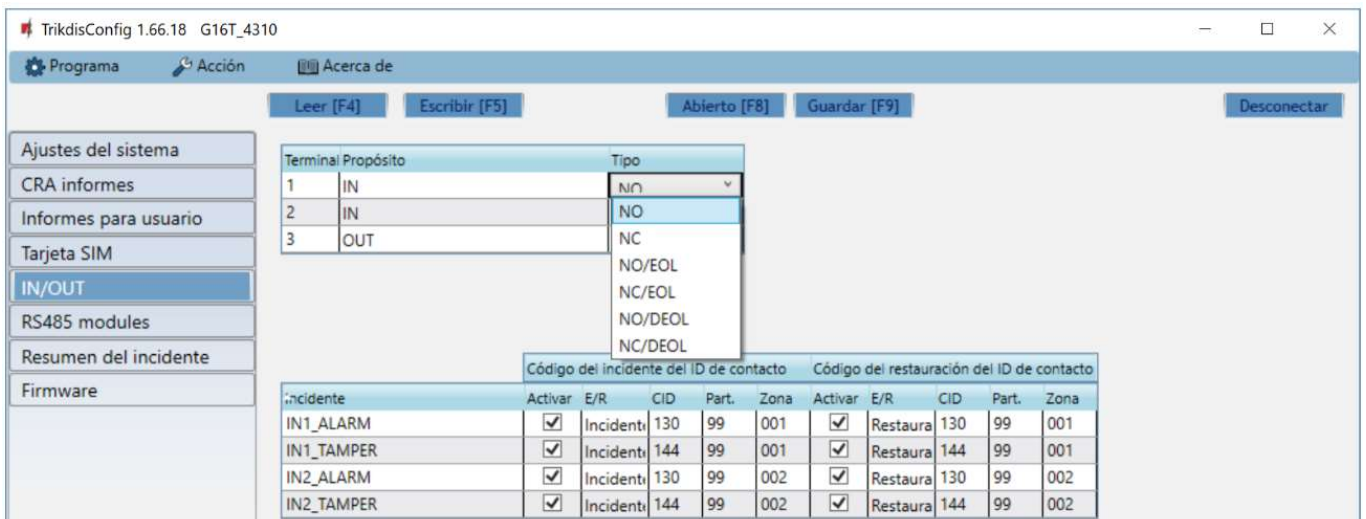 TrikdisConfig 1.66.18 G16T_4310
Programa Acción Acerca de
Leer [F4] Escribir [F5] Abierto [F8] Guardar [F9] Desconectar
Ajustes del sistema
CRA informes
Informes para usuario
Tarjeta SIM
IN/OUT
RS485 modules
Resumen del incidente
Firmware
Terminal Propósito Tipo
1 IN NO
2 IN
3 OUT
NO
NC
NO/EOL
NC/EOL
NO/DEOL
NC/DEOL
Código del incidente del ID de contacto Código del restauración del ID de contacto
Incidente Activar E/R CID Part. Zona Activar E/R CID Part. Zona
IN1_ALARM Incident 130 99 001 Restaura 130 99 001
IN1_TAMPER Incident 144 99 001 Restaura 144 99 001
IN2_ALARM Incident 130 99 002 Restaura 130 99 002
IN2_TAMPER Incident 144 99 002 Restaura 144 99 002